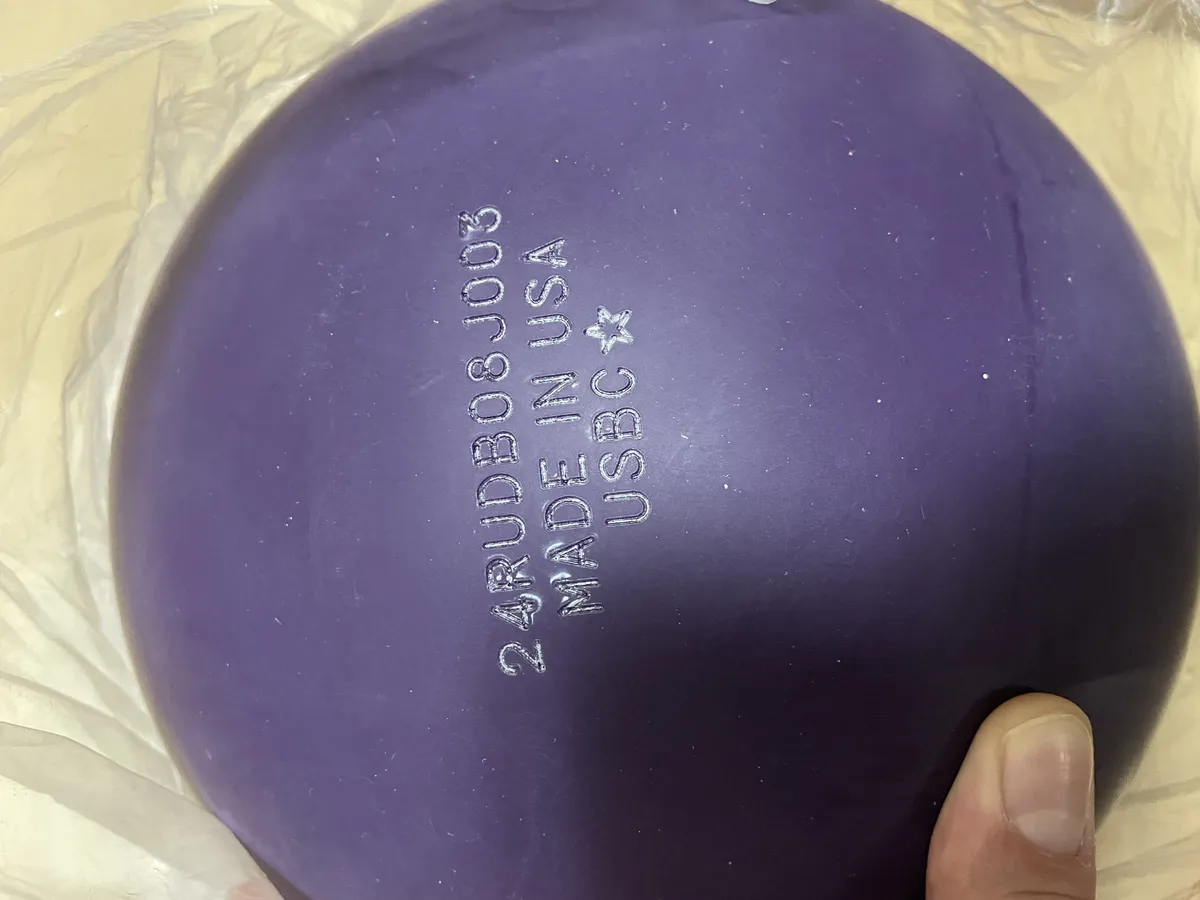 24RUDB08J003
MADE IN USA
USBC☆